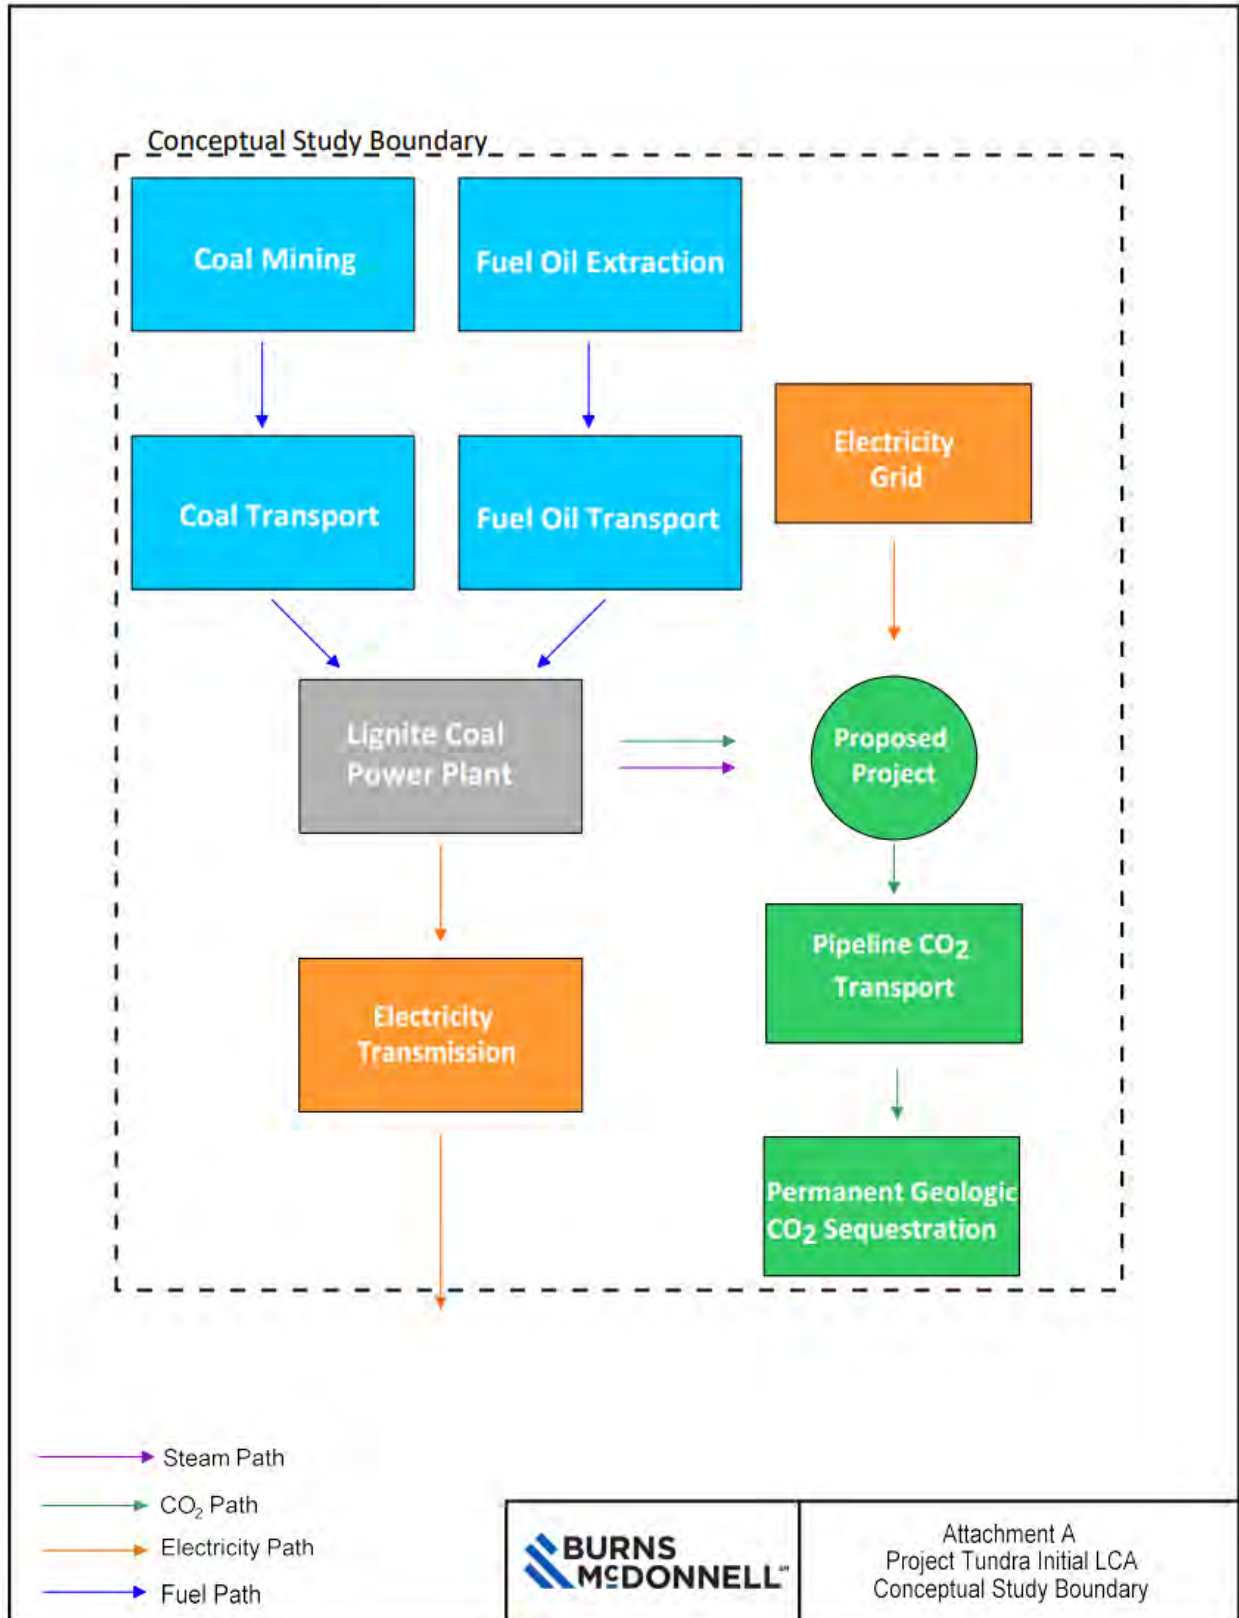 Conceptual Study Boundary
Coal Mining
Fuel Oil Extraction
Coal Transport
Fuel Oil Transport
Electricity
Grid
Lignite Coal
Power Plant
Proposed
Project
Electricity
Transmission
Pipeline CO2
Transport
Permanent Geologic
CO2 Sequestration
Steam Path
CO2 Path
Electricity Path
Fuel Path
BURNS
McDONNELL
Attachment A
Project Tundra Initial LCA
Conceptual Study Boundary